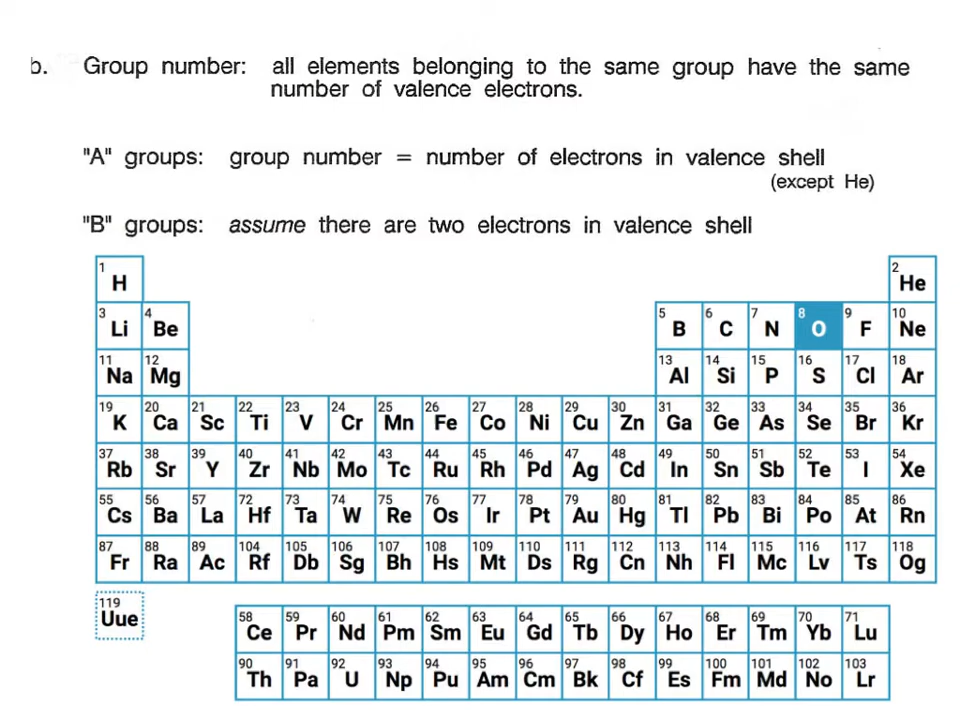 b. Group number: all elements belonging to the same group have the same
number of valence electrons.
"A" groups: group number = number of electrons in valence shell
(except He)
"B" groups: assume there are two electrons in valence shell
1 H 2 He
3 Li 4 Be 5 B 6 C 7 N 8 O 9 F 10 Ne
11 Na 12 Mg 13 Al 14 Si 15 P 16 S 17 Cl 18 Ar
19 K 20 Ca 21 Sc 22 Ti 23 V 24 Cr 25 Mn 26 Fe 27 Co 28 Ni 29 Cu 30 Zn 31 Ga 32 Ge 33 As 34 Se 35 Br 36 Kr
37 Rb 38 Sr 39 Y 40 Zr 41 Nb 42 Mo 43 Tc 44 Ru 45 Rh 46 Pd 47 Ag 48 Cd 49 In 50 Sn 51 Sb 52 Te 53 I 54 Xe
55 Cs 56 Ba 57 La 72 Hf 73 Ta 74 W 75 Re 76 Os 77 Ir 78 Pt 79 Au 80 Hg 81 Tl 82 Pb 83 Bi 84 Po 85 At 86 Rn
87 Fr 88 Ra 89 Ac 104 Rf 105 Db 106 Sg 107 Bh 108 Hs 109 Mt 110 Ds 111 Rg 112 Cn 113 Nh 114 Fl 115 Mc 116 Lv 117 Ts 118 Og
119 Uue
58 Ce 59 Pr 60 Nd 61 Pm 62 Sm 63 Eu 64 Gd 65 Tb 66 Dy 67 Ho 68 Er 69 Tm 70 Yb 71 Lu
90 Th 91 Pa 92 U 93 Np 94 Pu 95 Am 96 Cm 97 Bk 98 Cf 99 Es 100 Fm 101 Md 102 No 103 Lr